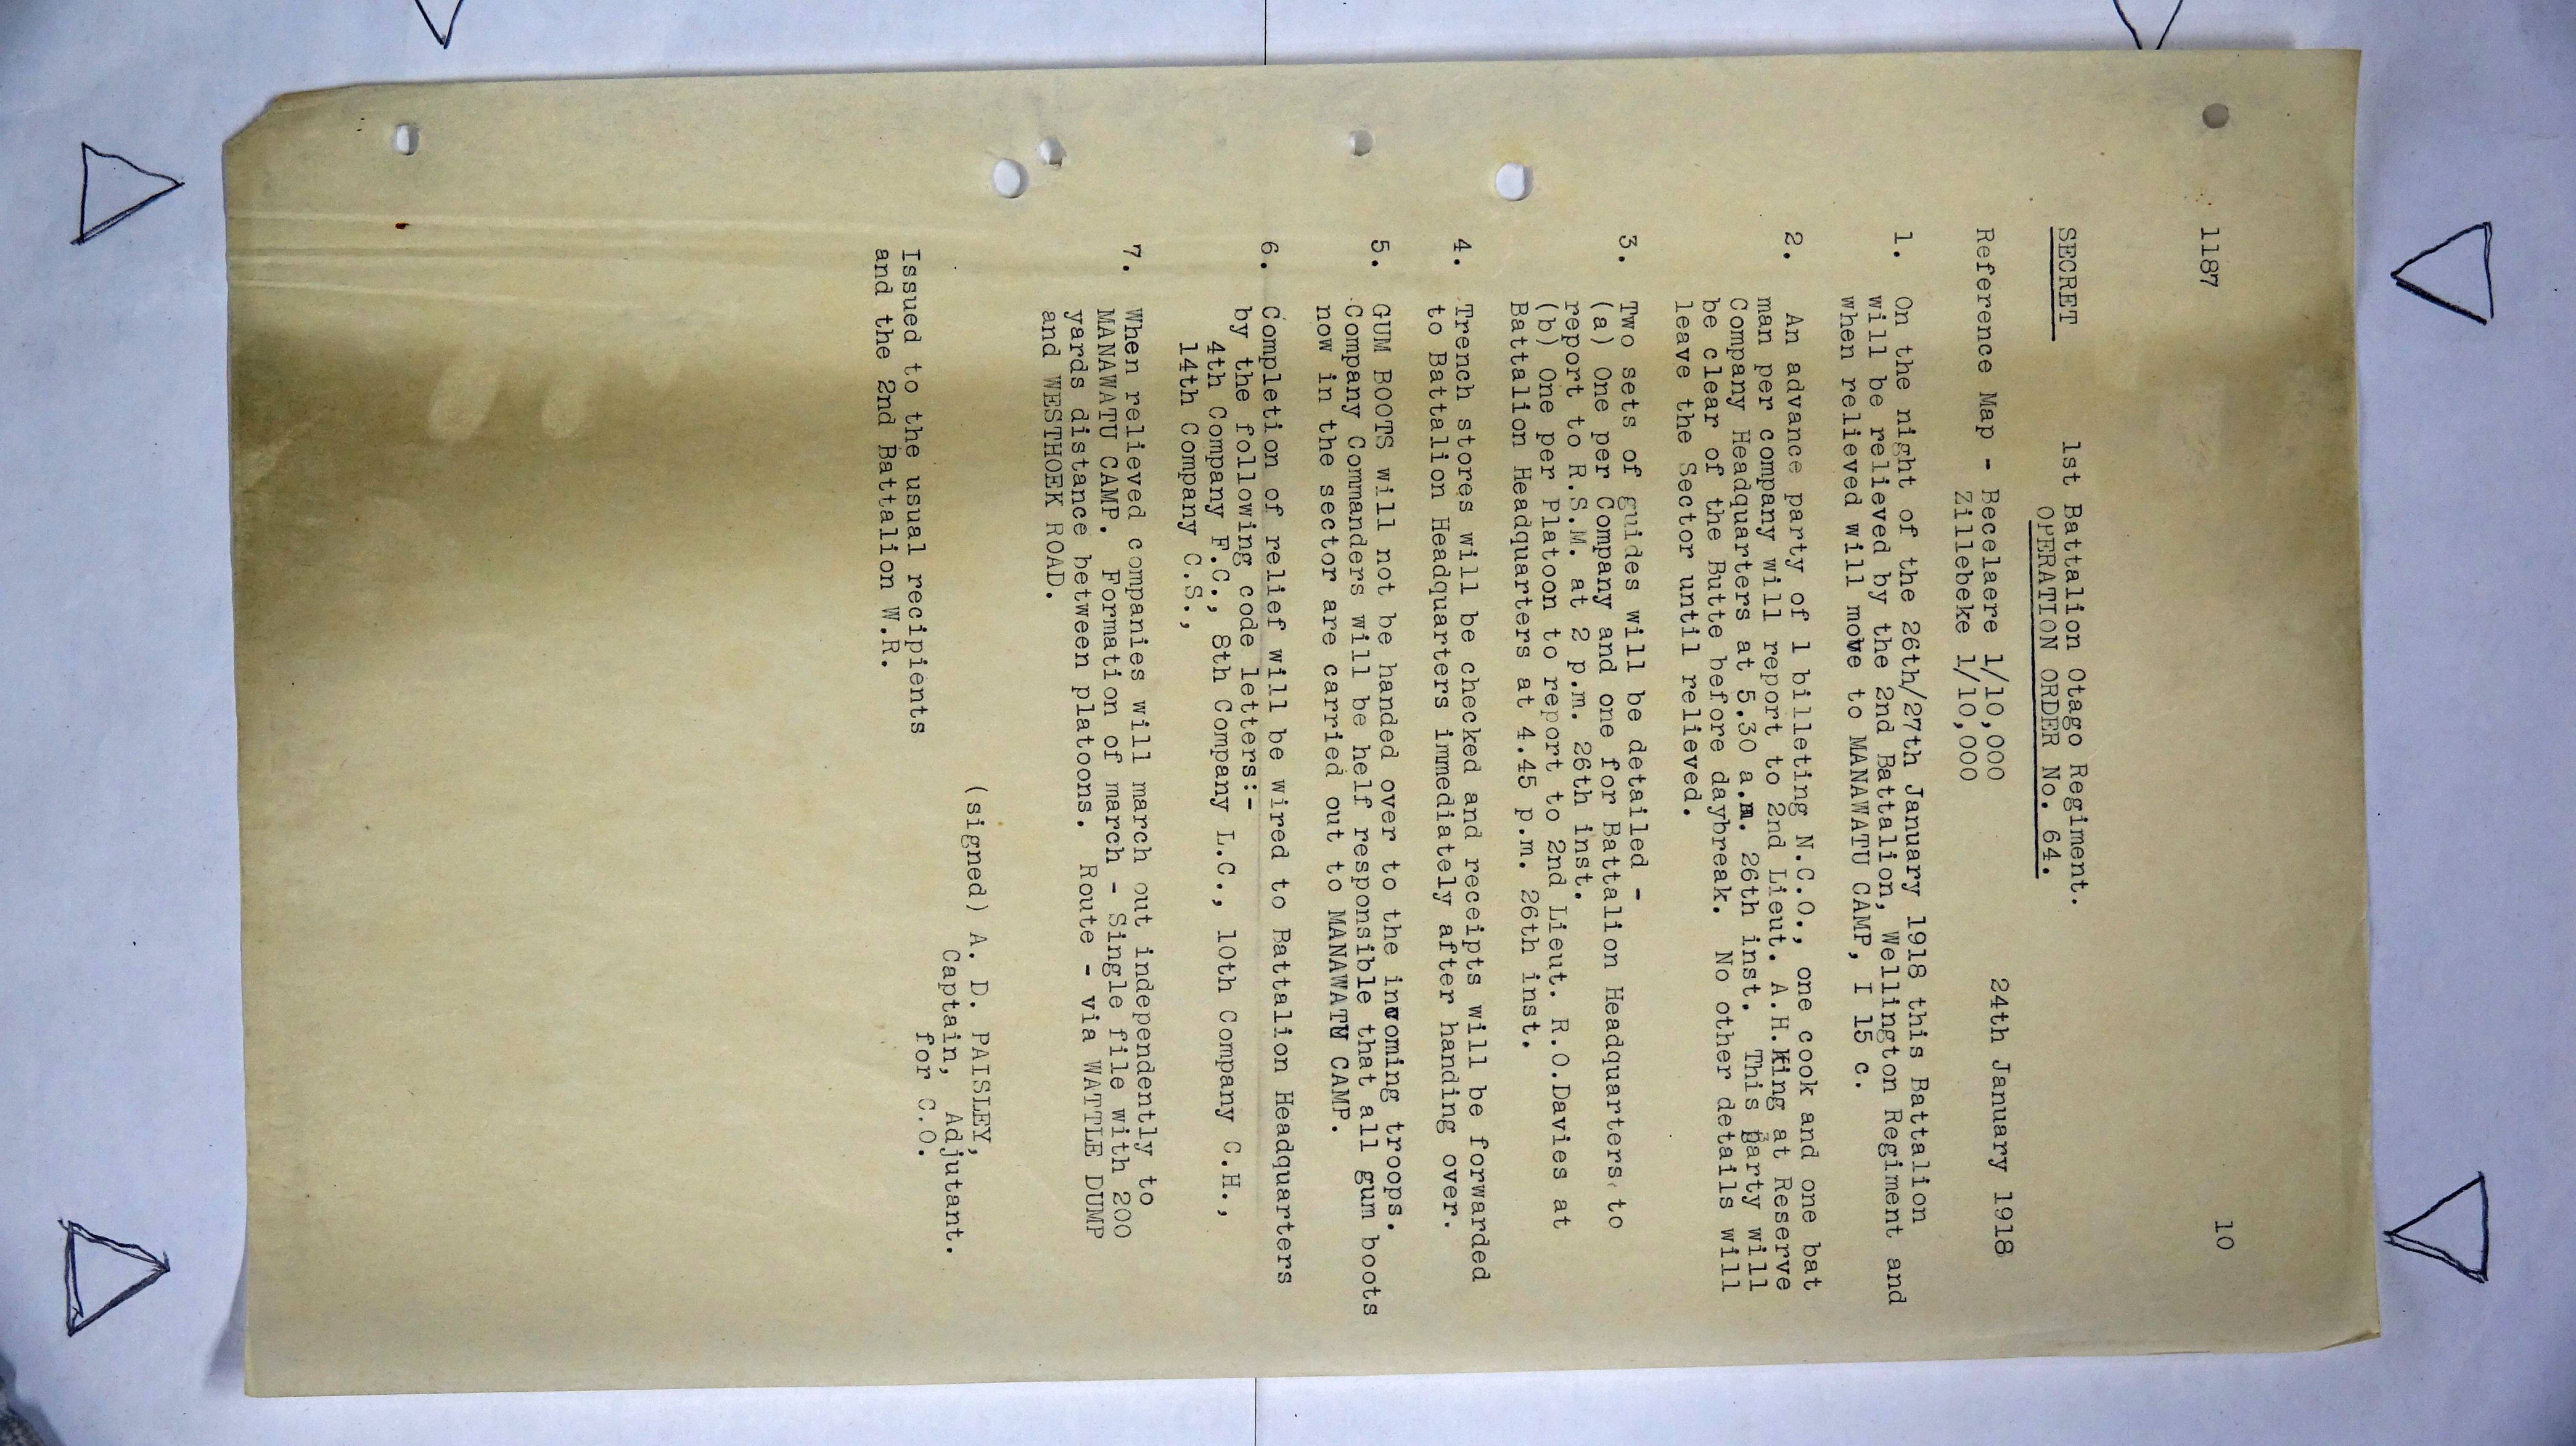 1187 10
SECRET 1st Battalion Otago Regiment.
OPERATION ORDER No. 64.
24th January 1918
Reference Map - Becelaere 1/10,000
Zillebeke 1/10,000
1. On the night of the 26th/27th January 1918 this Battalion
will be relieved by the 2nd Battalion, Wellington Regiment and
when relieved will move to MANAWATU CAMP, I 15 c.
2. An advance party of 1 billeting N.C.O., one cook and one bat
man per company will report to 2nd Lieut. A.H.King at Reserve
Company Headquarters at 5.30 a.m. 26th inst. This party will
be clear of the Butte before daybreak. No other details will
leave the Sector until relieved.
3. Two sets of guides will be detailed -
(a) One per Company and one for Battalion Headquarters to
report to R.S.M. at 2 p.m. 26th inst.
(b) One per Platoon to report to 2nd Lieut. R.O.Davies at
Battalion Headquarters at 4.45 p.m. 26th inst.
4. Trench stores will be checked and receipts will be forwarded
to Battalion Headquarters immediately after handing over.
5. GUM BOOTS will not be handed over to the incoming troops.
Company Commanders will be helf responsible that all gum boots
now in the sector are carried out to MANAWATU CAMP.
6. Completion of relief will be wired to Battalion Headquarters
by the following code letters:-
4th Company F.C., 8th Company L.C., 10th Company C.H.,
14th Company C.S.,
7. When relieved companies will march out independently to
MANAWATU CAMP. Formation of march - Single file with 200
yards distance between platoons. Route - via WATTLE DUMP
and WESTHOEK ROAD.
(signed) A. D. PAISLEY,
Captain, Adjutant.
for C.O.
Issued to the usual recipients
and the 2nd Battalion W.R.